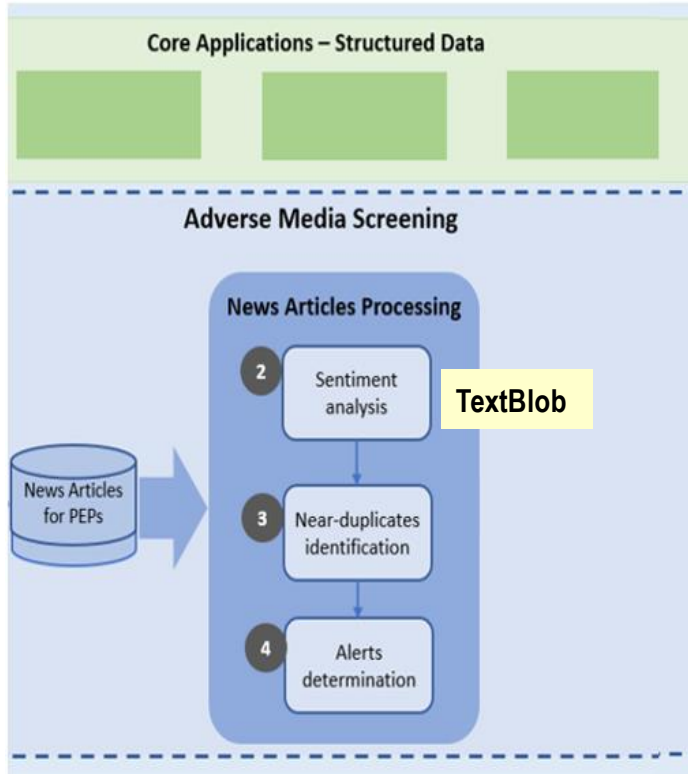 Core Applications – Structured Data
Adverse Media Screening
News Articles Processing
2
Sentiment
analysis
TextBlob
News Articles
for PEPs
3
Near-duplicates
identification
4
Alerts
determination